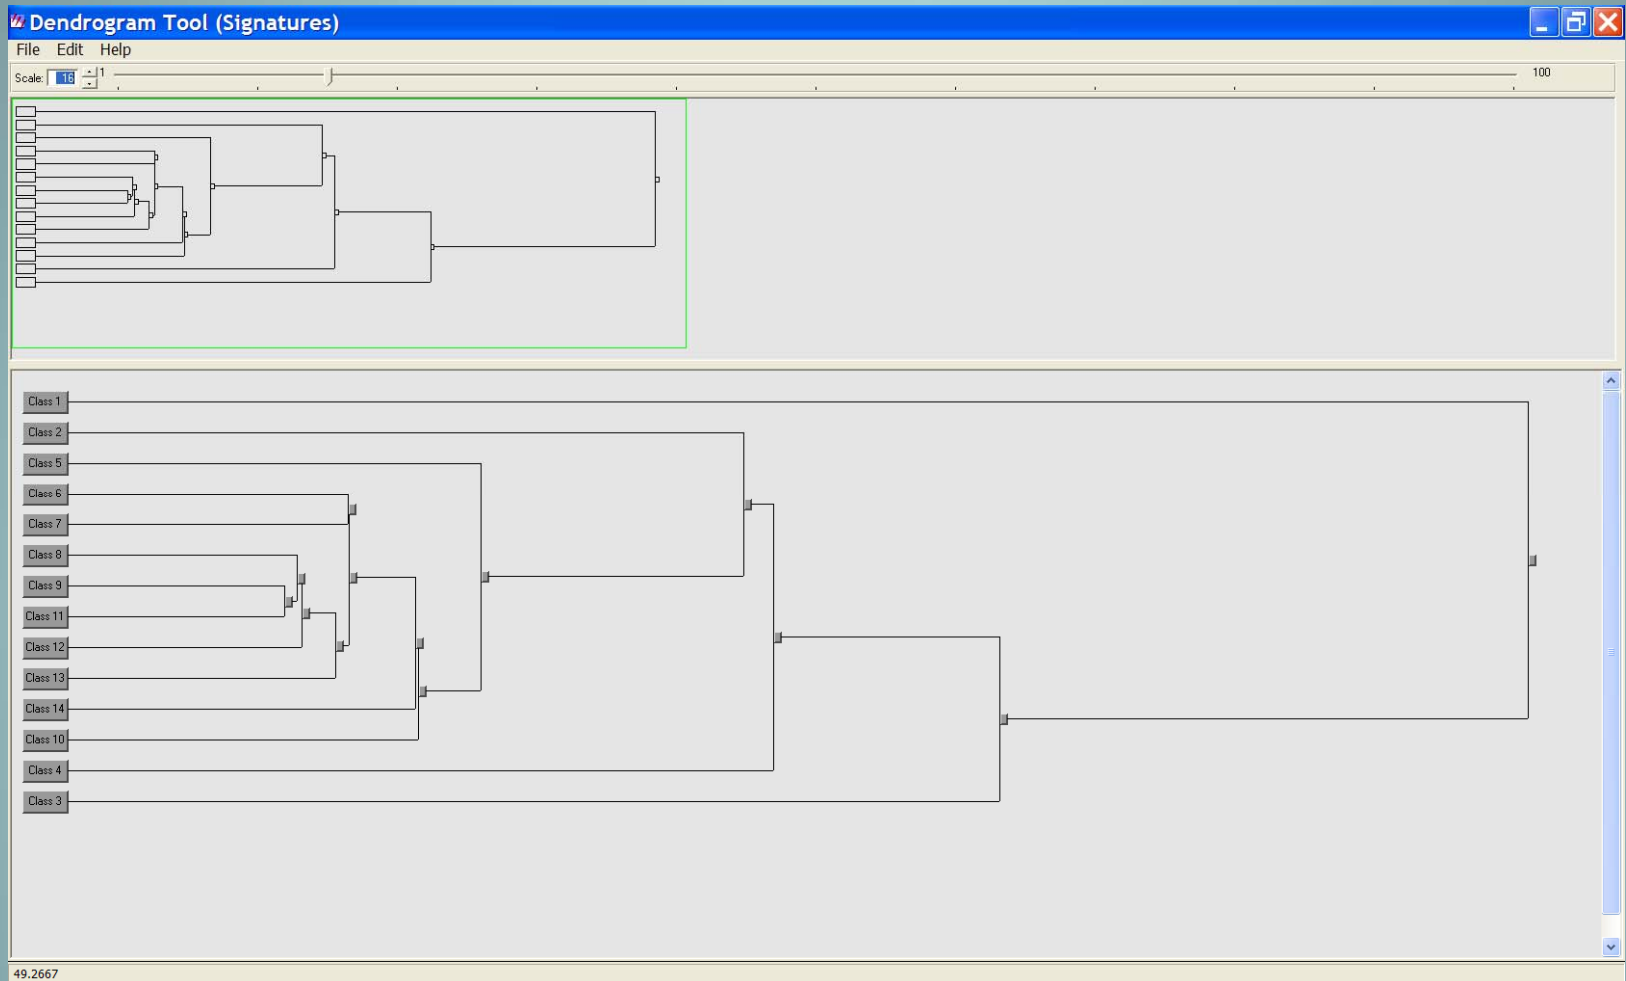 Dendrogram Tool (Signatures)
File Edit Help
Scale: 16 1 100
Class 1
Class 2
Class 5
Class 6
Class 7
Class 8
Class 9
Class 11
Class 12
Class 13
Class 14
Class 10
Class 4
Class 3
49.2667